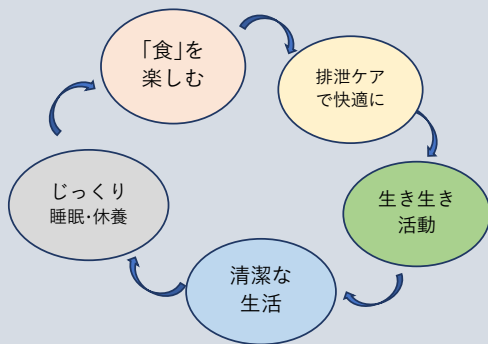 「食」を
楽しむ
排泄ケア
で快適に
生き生き
活動
清潔な
生活
じっくり
睡眠・休養